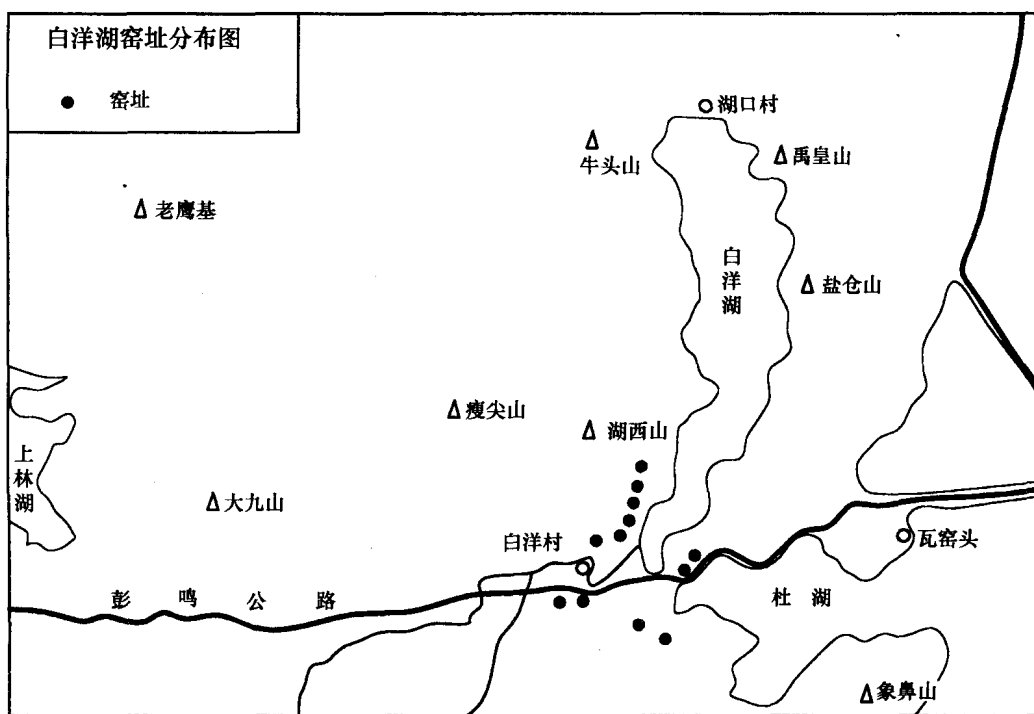 白洋湖窑址分布图
窑址
湖口村
牛头山
禹皇山
老鹰基
白洋湖
盐仓山
瘦尖山
湖西山
上林湖
大九山
白洋村
瓦窑头
彭鸣公路
杜湖
象鼻山